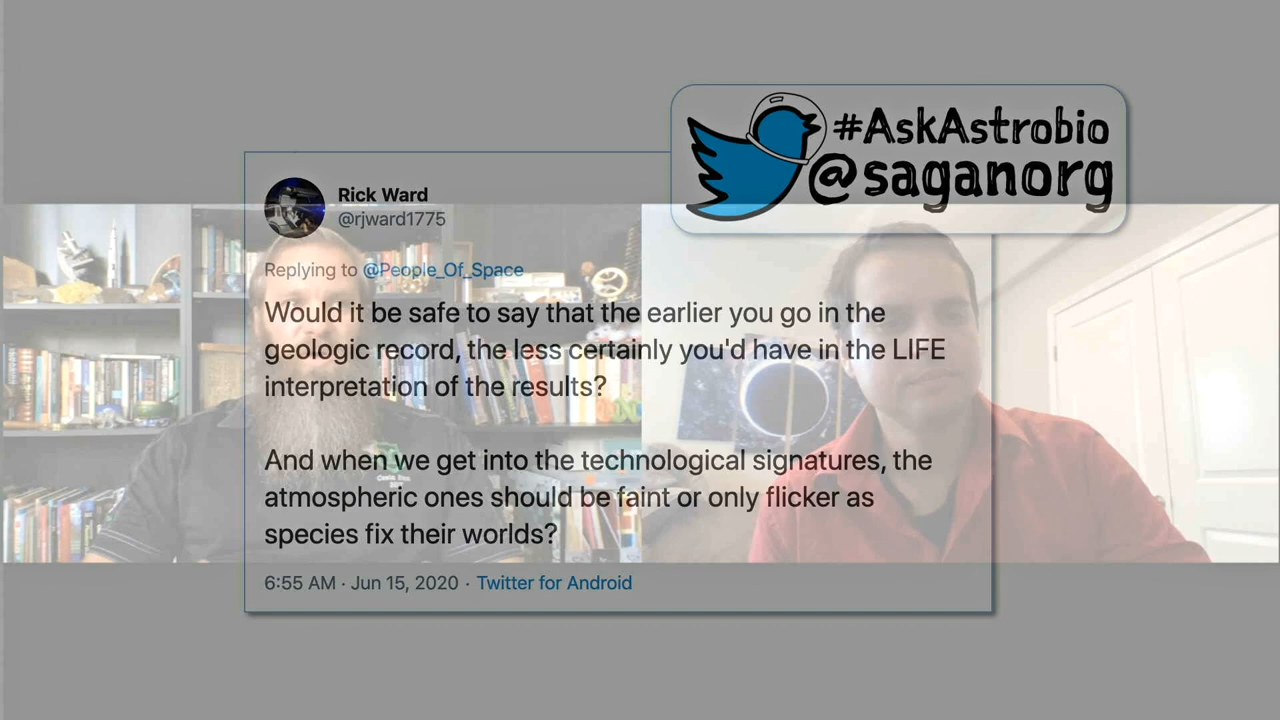 #AskAstrobio
@saganorg
Rick Ward
@rjward1775
Replying to @People_Of_Space
Would it be safe to say that the earlier you go in the
geologic record, the less certainly you'd have in the LIFE
interpretation of the results?
And when we get into the technological signatures, the
atmospheric ones should be faint or only flicker as
species fix their worlds?
6:55 AM · Jun 15, 2020 · Twitter for Android